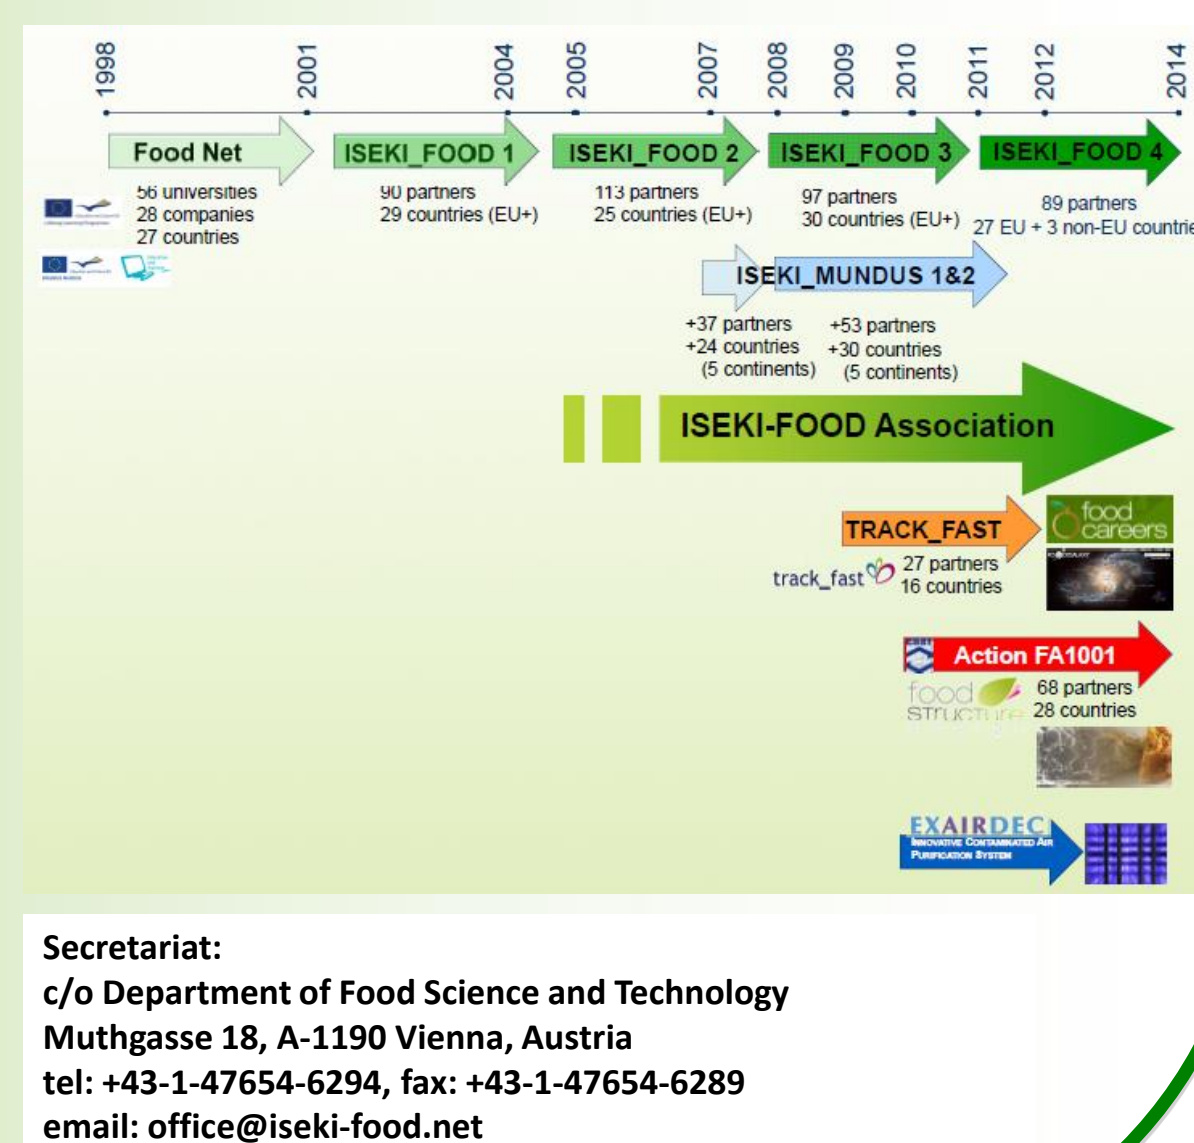 1998
2001
2004
2005
2007
2008
2009
2010
2011
2012
2014
Food Net
ISEKI_FOOD 1
ISEKI_FOOD 2
ISEKI_FOOD 3
ISEKI_FOOD 4
56 universities
28 companies
27 countries
90 partners
29 countries (EU+)
113 partners
25 countries (EU+)
97 partners
30 countries (EU+)
89 partners
27 EU + 3 non-EU countrie
ISEKI_MUNDUS 1&2
+37 partners
+24 countries
(5 continents)
+53 partners
+30 countries
(5 continents)
ISEKI-FOOD Association
TRACK_FAST
food
careers
track_fast
27 partners
16 countries
Action FA1001
food
STRUCTURE
68 partners
28 countries
EXAIRDEC
INNOVATIVE CONTAMINATED AIR
PURIFICATION SYSTEM
Secretariat:
c/o Department of Food Science and Technology
Muthgasse 18, A-1190 Vienna, Austria
tel: +43-1-47654-6294, fax: +43-1-47654-6289
email: office@iseki-food.net